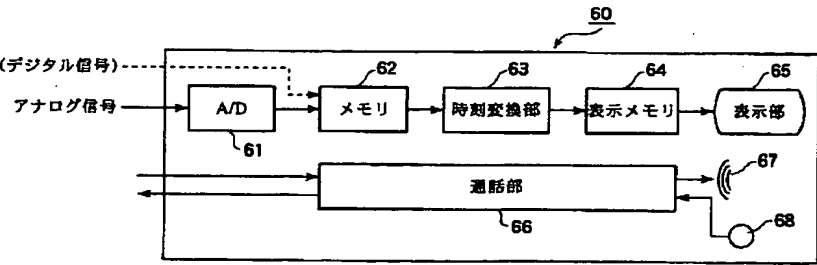 60
(デジタル信号)
62
63
64
65
アナログ信号
A/D
メモリ
時刻変換部
表示メモリ
表示部
61
67
通話部
66
68